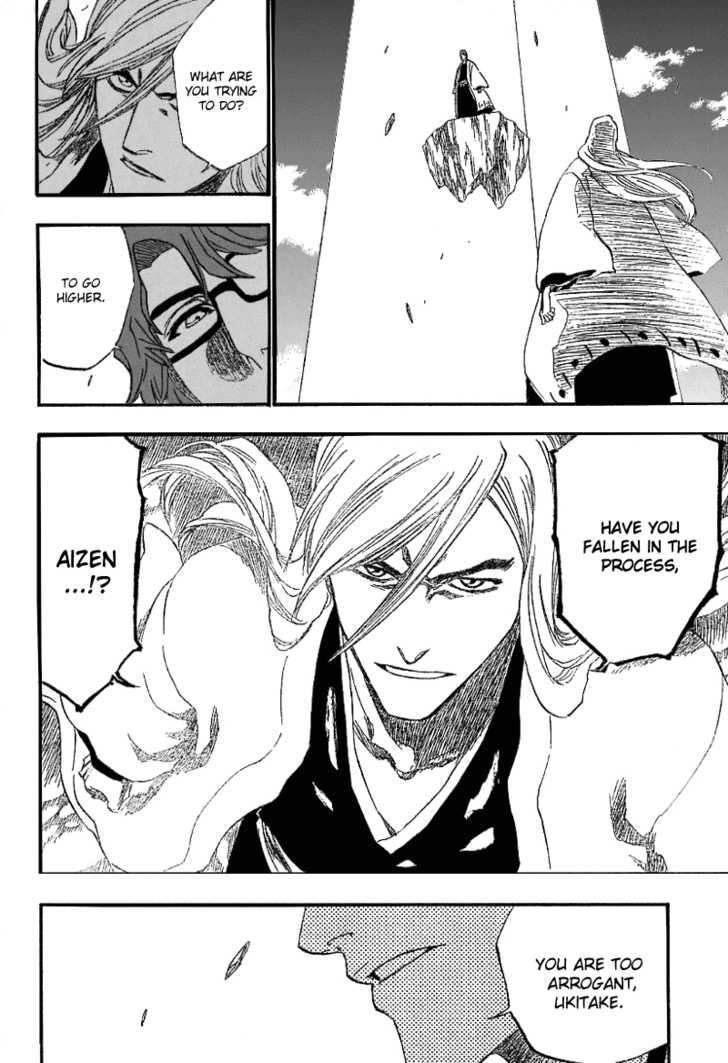 WHAT ARE
YOU TRYING
TO DO?
TO GO
HIGHER.
HAVE YOU
FALLEN IN THE
PROCESS,
AIZEN
...!?
YOU ARE TOO
ARROGANT,
UKITAKE.